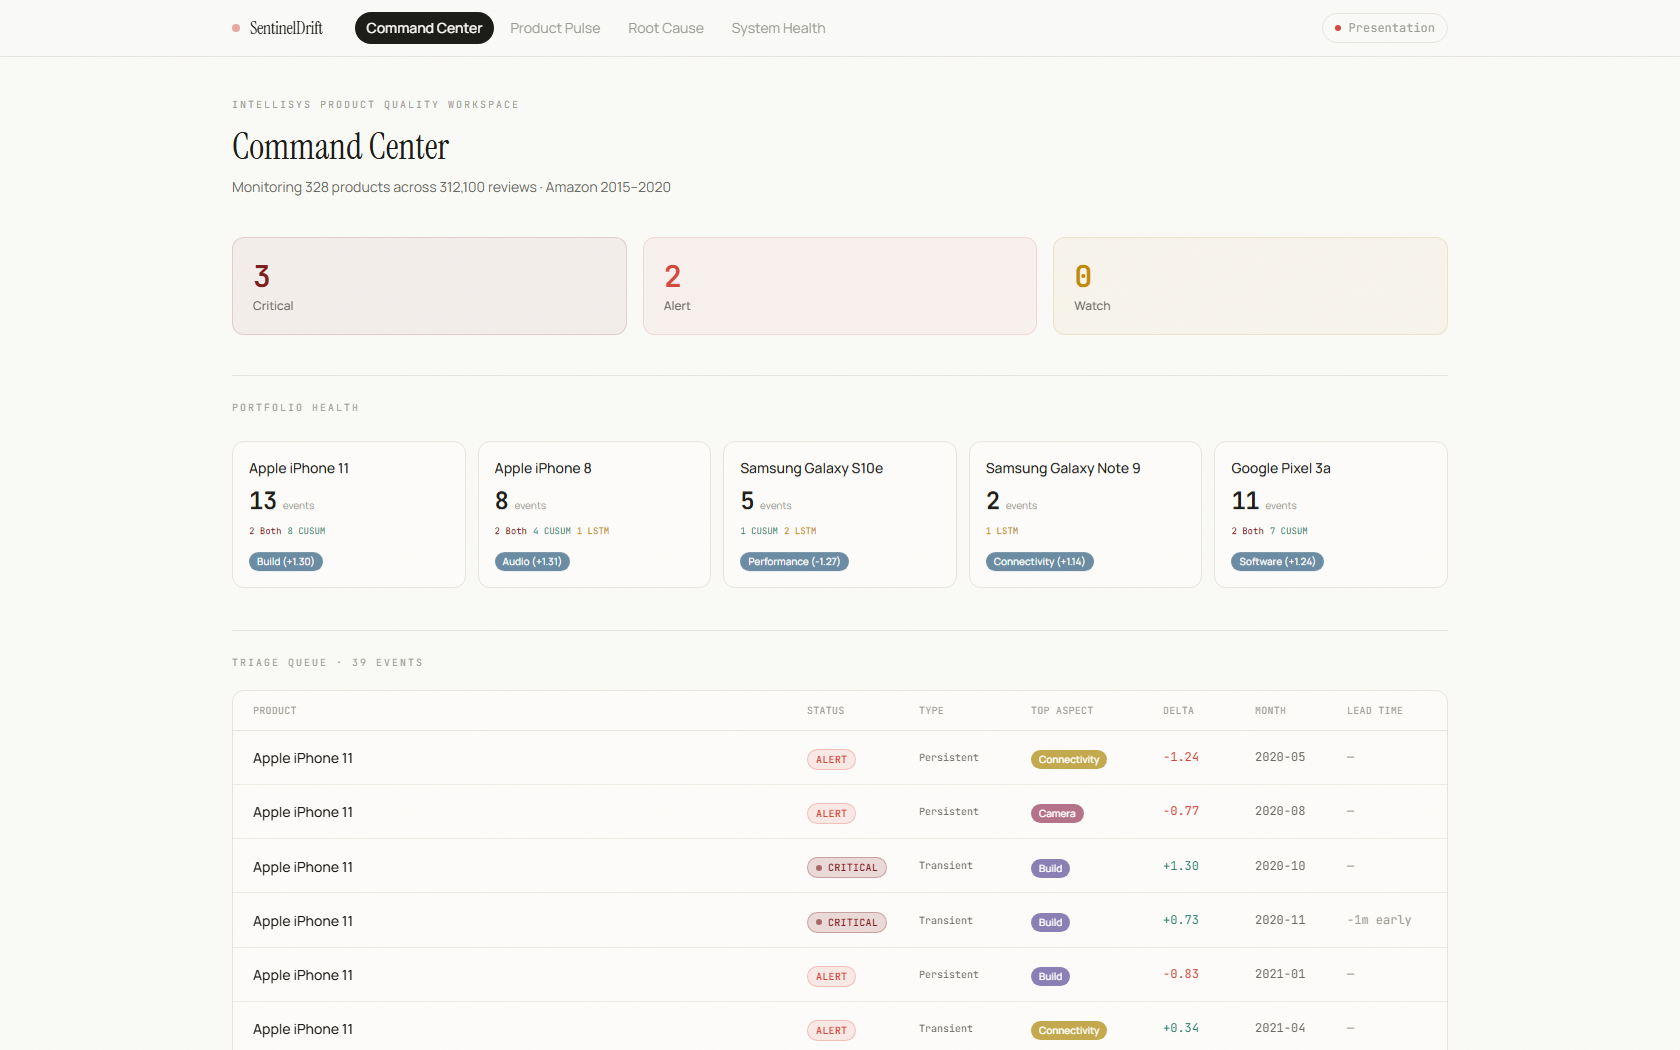 SentinelDrift Command Center Product Pulse Root Cause System Health Presentation
INTELLISYS PRODUCT QUALITY WORKSPACE
Command Center
Monitoring 328 products across 312,100 reviews · Amazon 2015–2020
3 2 0
Critical Alert Watch
PORTFOLIO HEALTH
Apple iPhone 11
13 events
2 Both 8 CUSUM
Build (+1.30)
Apple iPhone 8
8 events
2 Both 4 CUSUM 1 LSTM
Audio (+1.31)
Samsung Galaxy S10e
5 events
1 CUSUM 2 LSTM
Performance (-1.27)
Samsung Galaxy Note 9
2 events
1 LSTM
Connectivity (+1.14)
Google Pixel 3a
11 events
2 Both 7 CUSUM
Software (+1.24)
TRIAGE QUEUE · 39 EVENTS
PRODUCT STATUS TYPE TOP ASPECT DELTA MONTH LEAD TIME
Apple iPhone 11 ALERT Persistent Connectivity -1.24 2020-05 —
Apple iPhone 11 ALERT Persistent Camera -0.77 2020-08 —
Apple iPhone 11 CRITICAL Transient Build +1.30 2020-10 —
Apple iPhone 11 CRITICAL Transient Build +0.73 2020-11 -1m early
Apple iPhone 11 ALERT Persistent Build -0.83 2021-01 —
Apple iPhone 11 ALERT Transient Connectivity +0.34 2021-04 —